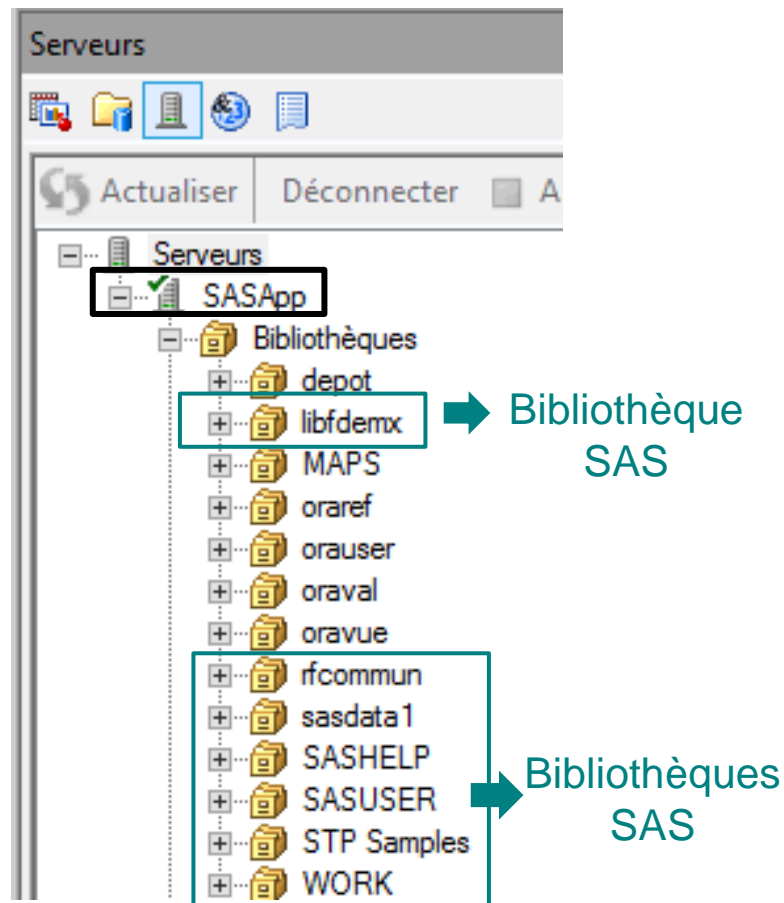 Serveurs
Actualiser Déconnecter A
Serveurs
SASApp
Bibliothèques
depot
libfdemx
Bibliothèque
SAS
MAPS
oraref
orauser
oraval
oravue
rfcommun
sasdata1
SASHELP
SASUSER
STP Samples
WORK
Bibliothèques
SAS